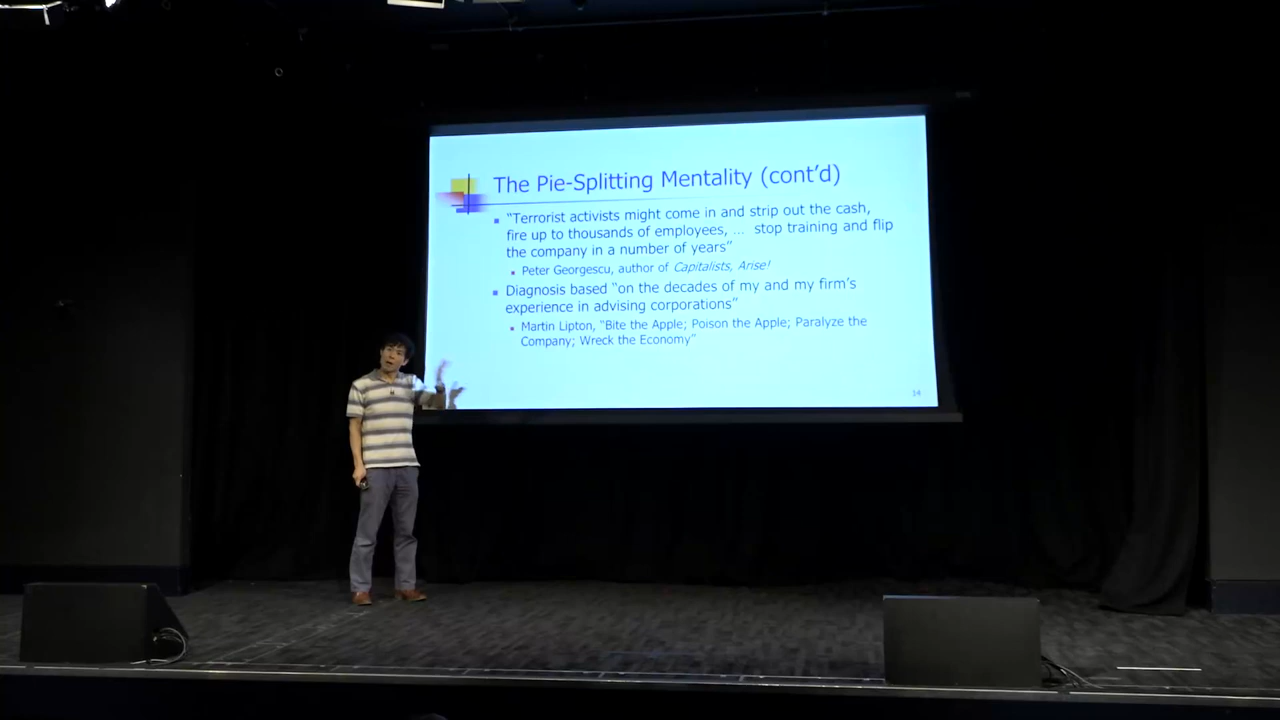 The Pie-Splitting Mentality (cont’d)
“Terrorist activists might come in and strip out the cash,
fire up to thousands of employees, … stop training and flip
the company in a number of years”
Peter Georgescu, author of Capitalists, Arise!
Diagnosis based “on the decades of my and my firm’s
experience in advising corporations”
Martin Lipton, “Bite the Apple; Poison the Apple; Paralyze the
Company; Wreck the Economy”
14